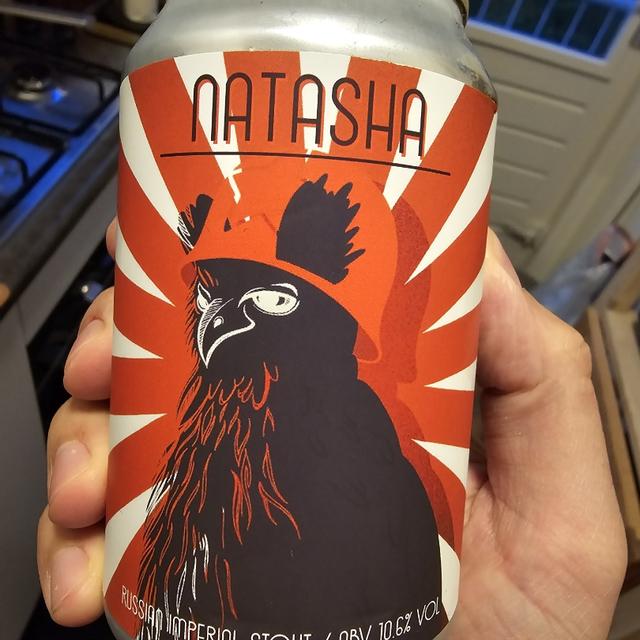 NATASHA
RUSSIAN IMPERIAL STOUT / ABV 10.6% VOL